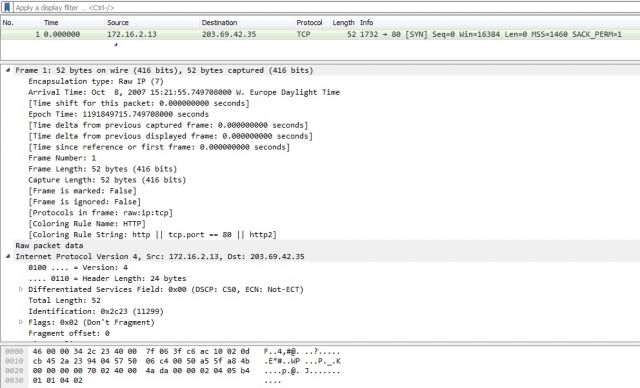 Apply a display filter ... <Ctrl-/>
No. Time Source Destination Protocol Length Info
1 0.000000 172.16.2.13 203.69.42.35 TCP 52 1732 → 80 [SYN] Seq=0 Win=16384 Len=0 MSS=1460 SACK_PERM=1
Frame 1: 52 bytes on wire (416 bits), 52 bytes captured (416 bits)
Encapsulation type: Raw IP (7)
Arrival Time: Oct 8, 2007 15:21:55.749708000 W. Europe Daylight Time
[Time shift for this packet: 0.000000000 seconds]
Epoch Time: 1191849715.749708000 seconds
[Time delta from previous captured frame: 0.000000000 seconds]
[Time delta from previous displayed frame: 0.000000000 seconds]
[Time since reference or first frame: 0.000000000 seconds]
Frame Number: 1
Frame Length: 52 bytes (416 bits)
Capture Length: 52 bytes (416 bits)
[Frame is marked: False]
[Frame is ignored: False]
[Protocols in frame: raw:ip:tcp]
[Coloring Rule Name: HTTP]
[Coloring Rule String: http || tcp.port == 80 || http2]
Raw packet data
Internet Protocol Version 4, Src: 172.16.2.13, Dst: 203.69.42.35
0100 .... = Version: 4
.... 0110 = Header Length: 24 bytes
Differentiated Services Field: 0x00 (DSCP: CS0, ECN: Not-ECT)
Total Length: 52
Identification: 0x2c23 (11299)
Flags: 0x02 (Don't Fragment)
Fragment offset: 0
0000 46 00 00 34 2c 23 40 00 7f 06 3f c6 ac 10 02 0d F..4,#@. ..?.....
0010 cb 45 2a 23 94 04 57 50 06 c4 00 50 a5 5f a8 4b .E*#..WP ...P._.K
0020 00 00 00 00 70 02 40 00 4a da 00 00 02 04 05 b4 ....p.@. J.......
0030 01 01 04 02 ....